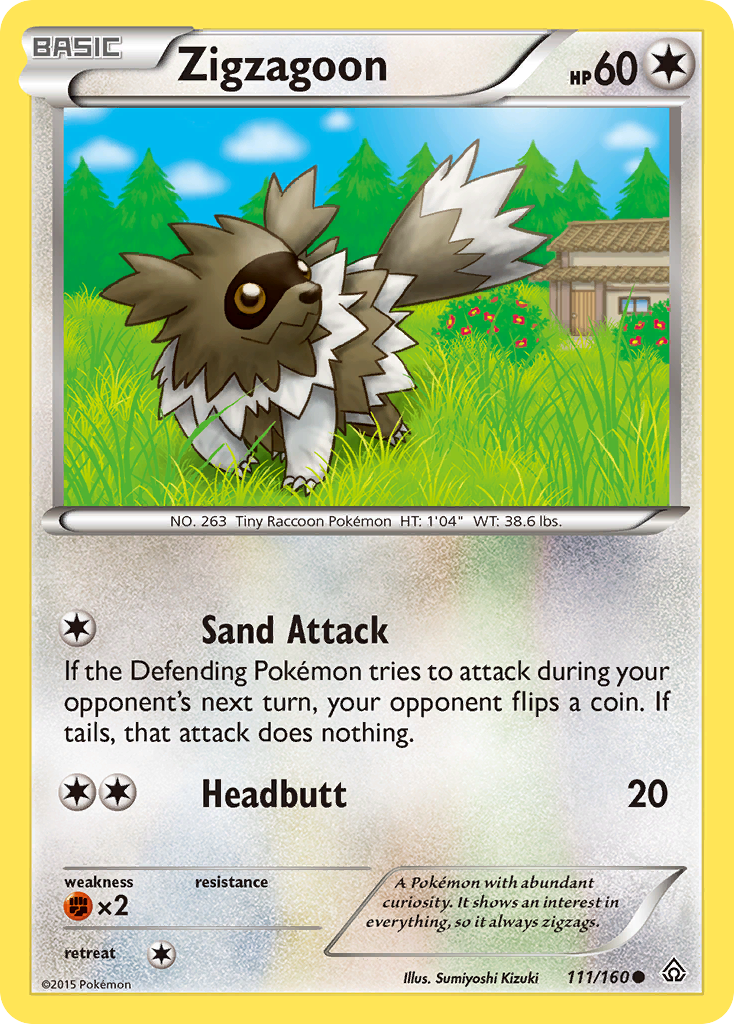 BASIC
Zigzagoon
HP60
NO. 263 Tiny Raccoon Pokémon HT: 1'04" WT: 38.6 lbs.
Sand Attack
If the Defending Pokémon tries to attack during your
opponent's next turn, your opponent flips a coin. If
tails, that attack does nothing.
Headbutt 20
weakness
×2
resistance
retreat
A Pokémon with abundant
curiosity. It shows an interest in
everything, so it always zigzags.
©2015 Pokémon
Illus. Sumiyoshi Kizuki
111/160